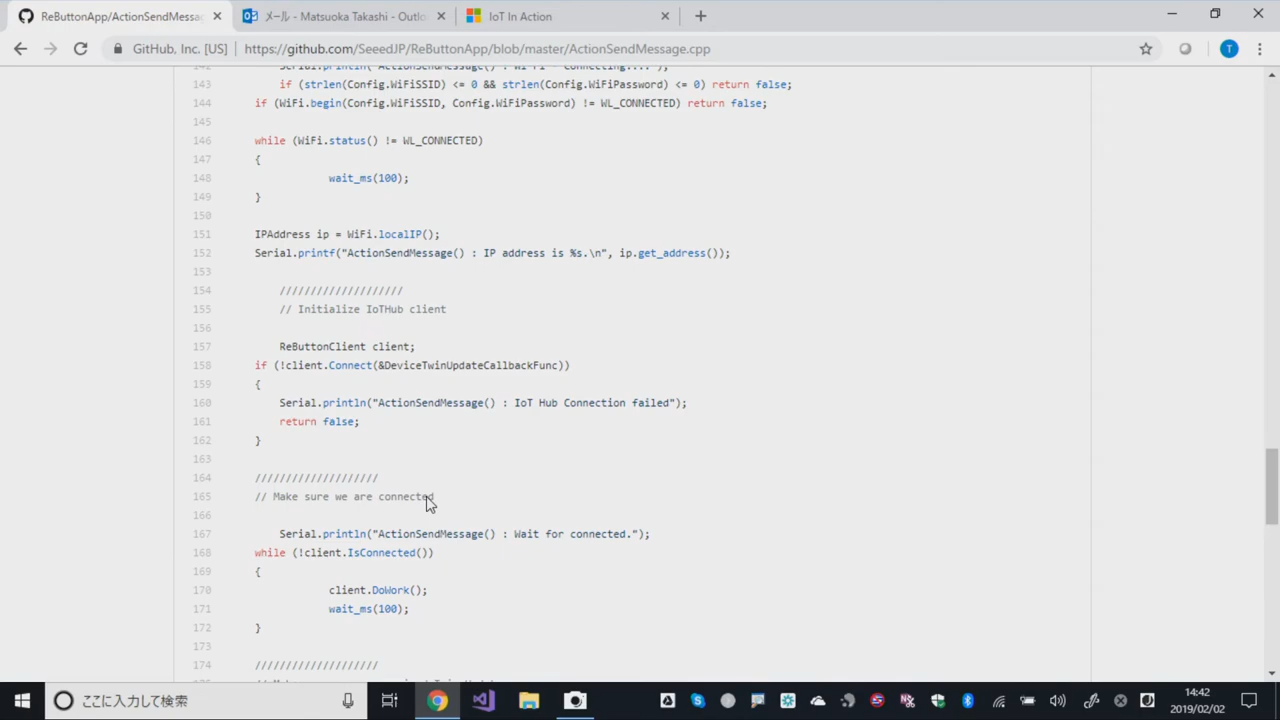 ReButtonApp/ActionSendMessag
メール - Matsuoka Takashi - Outlo
IoT In Action
GitHub, Inc. [US]
https://github.com/SeeedJP/ReButtonApp/blob/master/ActionSendMessage.cpp
T
143 if (strlen(Config.WiFiSSID) <= 0 && strlen(Config.WiFiPassword) <= 0) return false;
144 if (WiFi.begin(Config.WiFiSSID, Config.WiFiPassword) != WL_CONNECTED) return false;
145
146 while (WiFi.status() != WL_CONNECTED)
147 {
148 wait_ms(100);
149 }
150
151 IPAddress ip = WiFi.localIP();
152 Serial.printf("ActionSendMessage() : IP address is %s.\n", ip.get_address());
153
154 ////////////////////
155 // Initialize IoTHub client
156
157 ReButtonClient client;
158 if (!client.Connect(&DeviceTwinUpdateCallbackFunc))
159 {
160 Serial.println("ActionSendMessage() : IoT Hub Connection failed");
161 return false;
162 }
163
164 ////////////////////
165 // Make sure we are connected
166
167 Serial.println("ActionSendMessage() : Wait for connected.");
168 while (!client.IsConnected())
169 {
170 client.DoWork();
171 wait_ms(100);
172 }
173
174 ////////////////////
ここに入力して検索
14:42
2019/02/02